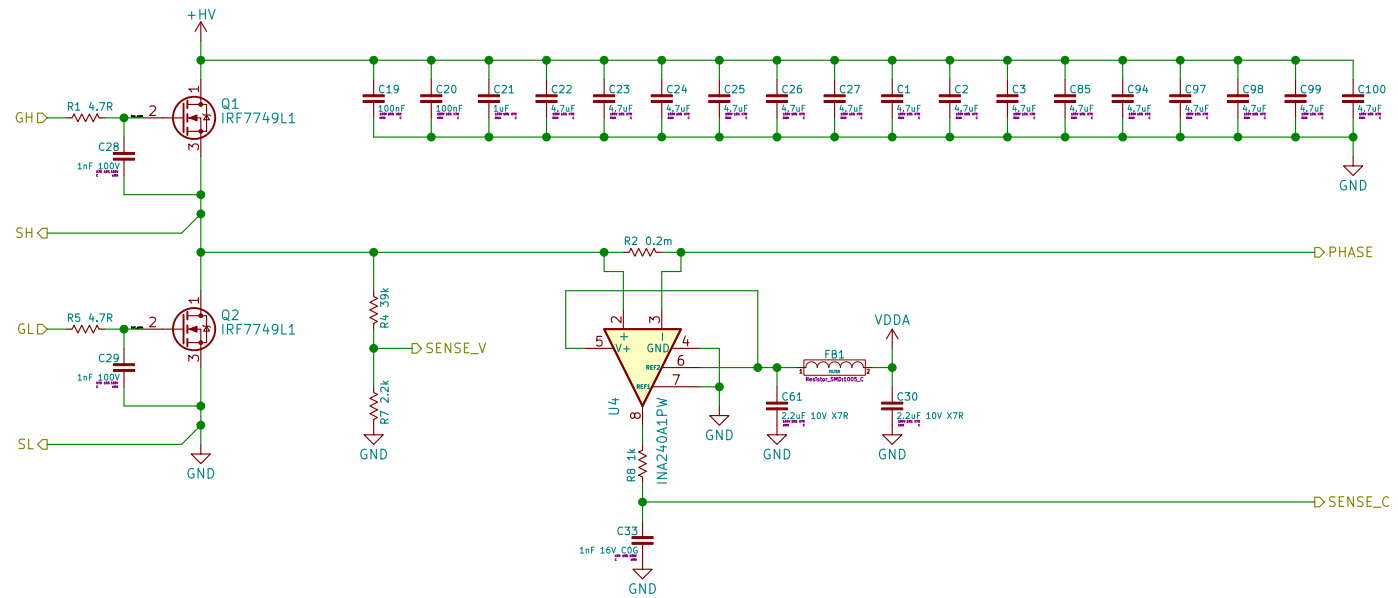 +HV
C19
100nF
C20
100nF
C21
1uF
C22
4.7uF
C23
4.7uF
C24
4.7uF
C25
4.7uF
C26
4.7uF
C27
4.7uF
C1
4.7uF
C2
4.7uF
C3
4.7uF
C85
4.7uF
C94
4.7uF
C97
4.7uF
C98
4.7uF
C99
4.7uF
C100
4.7uF
GND
GH
R1 4.7R
2
1
3
Q1
IRF7749L1
C28
1nF 100V
SH
R2 0.2m
PHASE
GL
R5 4.7R
2
1
3
Q2
IRF7749L1
C29
1nF 100V
SL
GND
R4 39k
SENSE_V
R7 2.2k
GND
2
3
+
-
5
V+
GND
4
REF2
6
REF1
7
8
U4
INA240A1PW
GND
VDDA
FB1
1
2
FILTER
Resistor_SMD:1005_C
C61
2.2uF 10V X7R
GND
C30
2.2uF 10V X7R
GND
R8 1k
SENSE_C
C33
1nF 16V C0G
GND